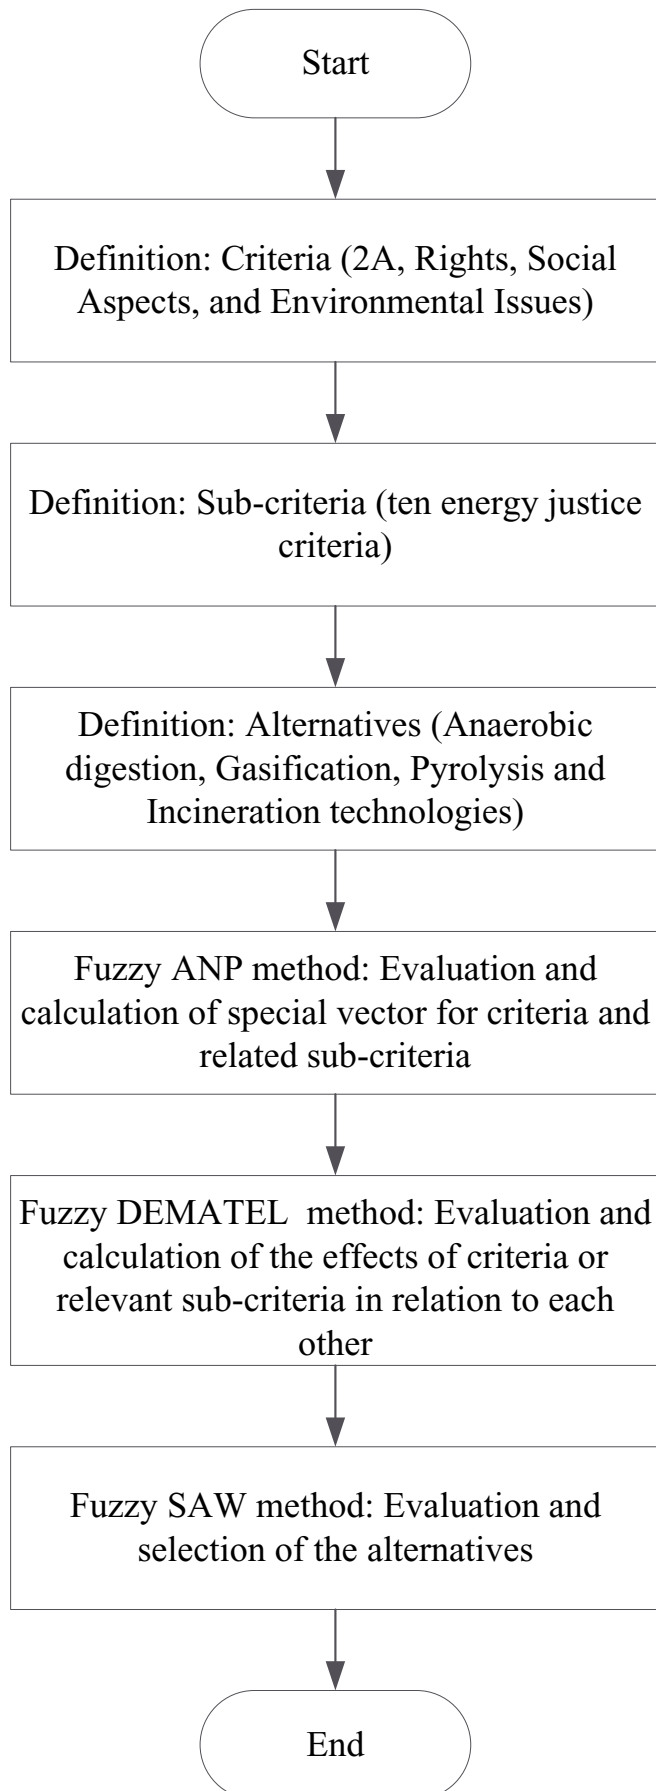 Start
Definition: Criteria (2A, Rights, Social
Aspects, and Environmental Issues)
Definition: Sub-criteria (ten energy justice
criteria)
Definition: Alternatives (Anaerobic
digestion, Gasification, Pyrolysis and
Incineration technologies)
Fuzzy ANP method: Evaluation and
calculation of special vector for criteria and
related sub-criteria
Fuzzy DEMATEL  method: Evaluation and
calculation of the effects of criteria or
relevant sub-criteria in relation to each
other
Fuzzy SAW method: Evaluation and
selection of the alternatives
End